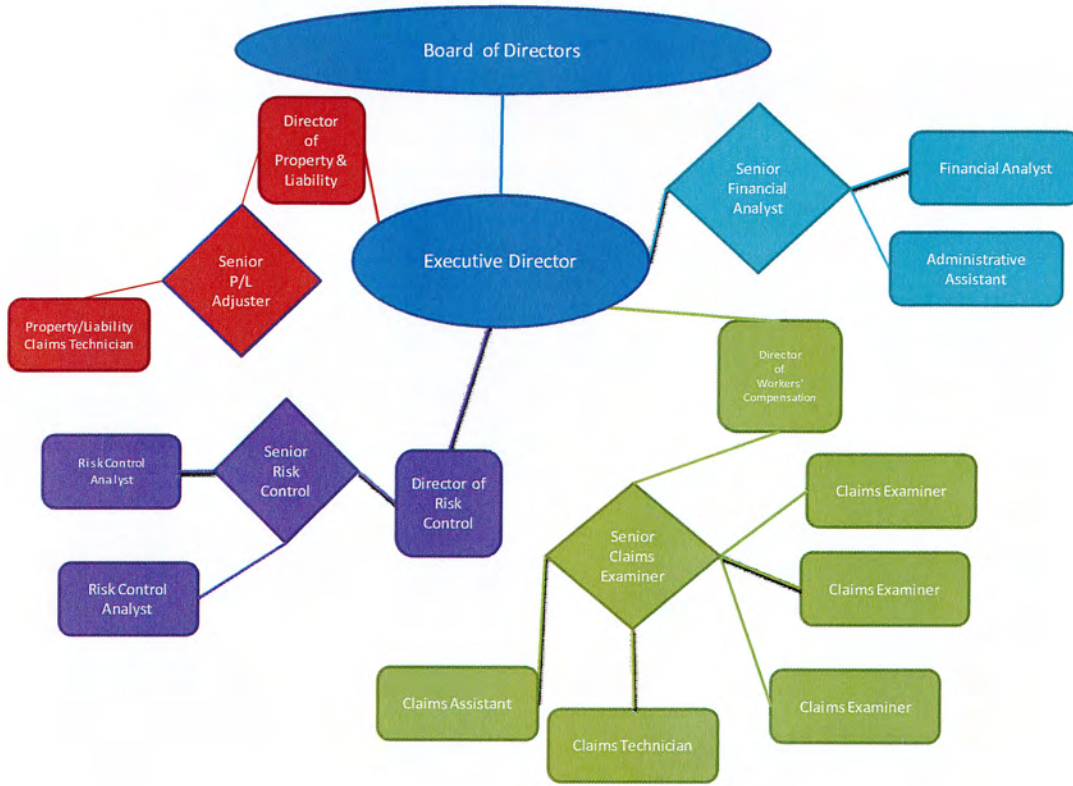 Board of Directors
Director
of
Property &
Liability
Senior
Financial
Analyst
Financial Analyst
Executive Director
Senior
P/L
Adjuster
Administrative
Assistant
Property/Liability
Claims Technician
Director
of
Workers'
Compensation
Senior
Risk
Control
Risk Control
Analyst
Director of
Risk
Control
Claims Examiner
Senior
Claims
Examiner
Risk Control
Analyst
Claims Examiner
Claims Assistant
Claims Examiner
Claims Technician